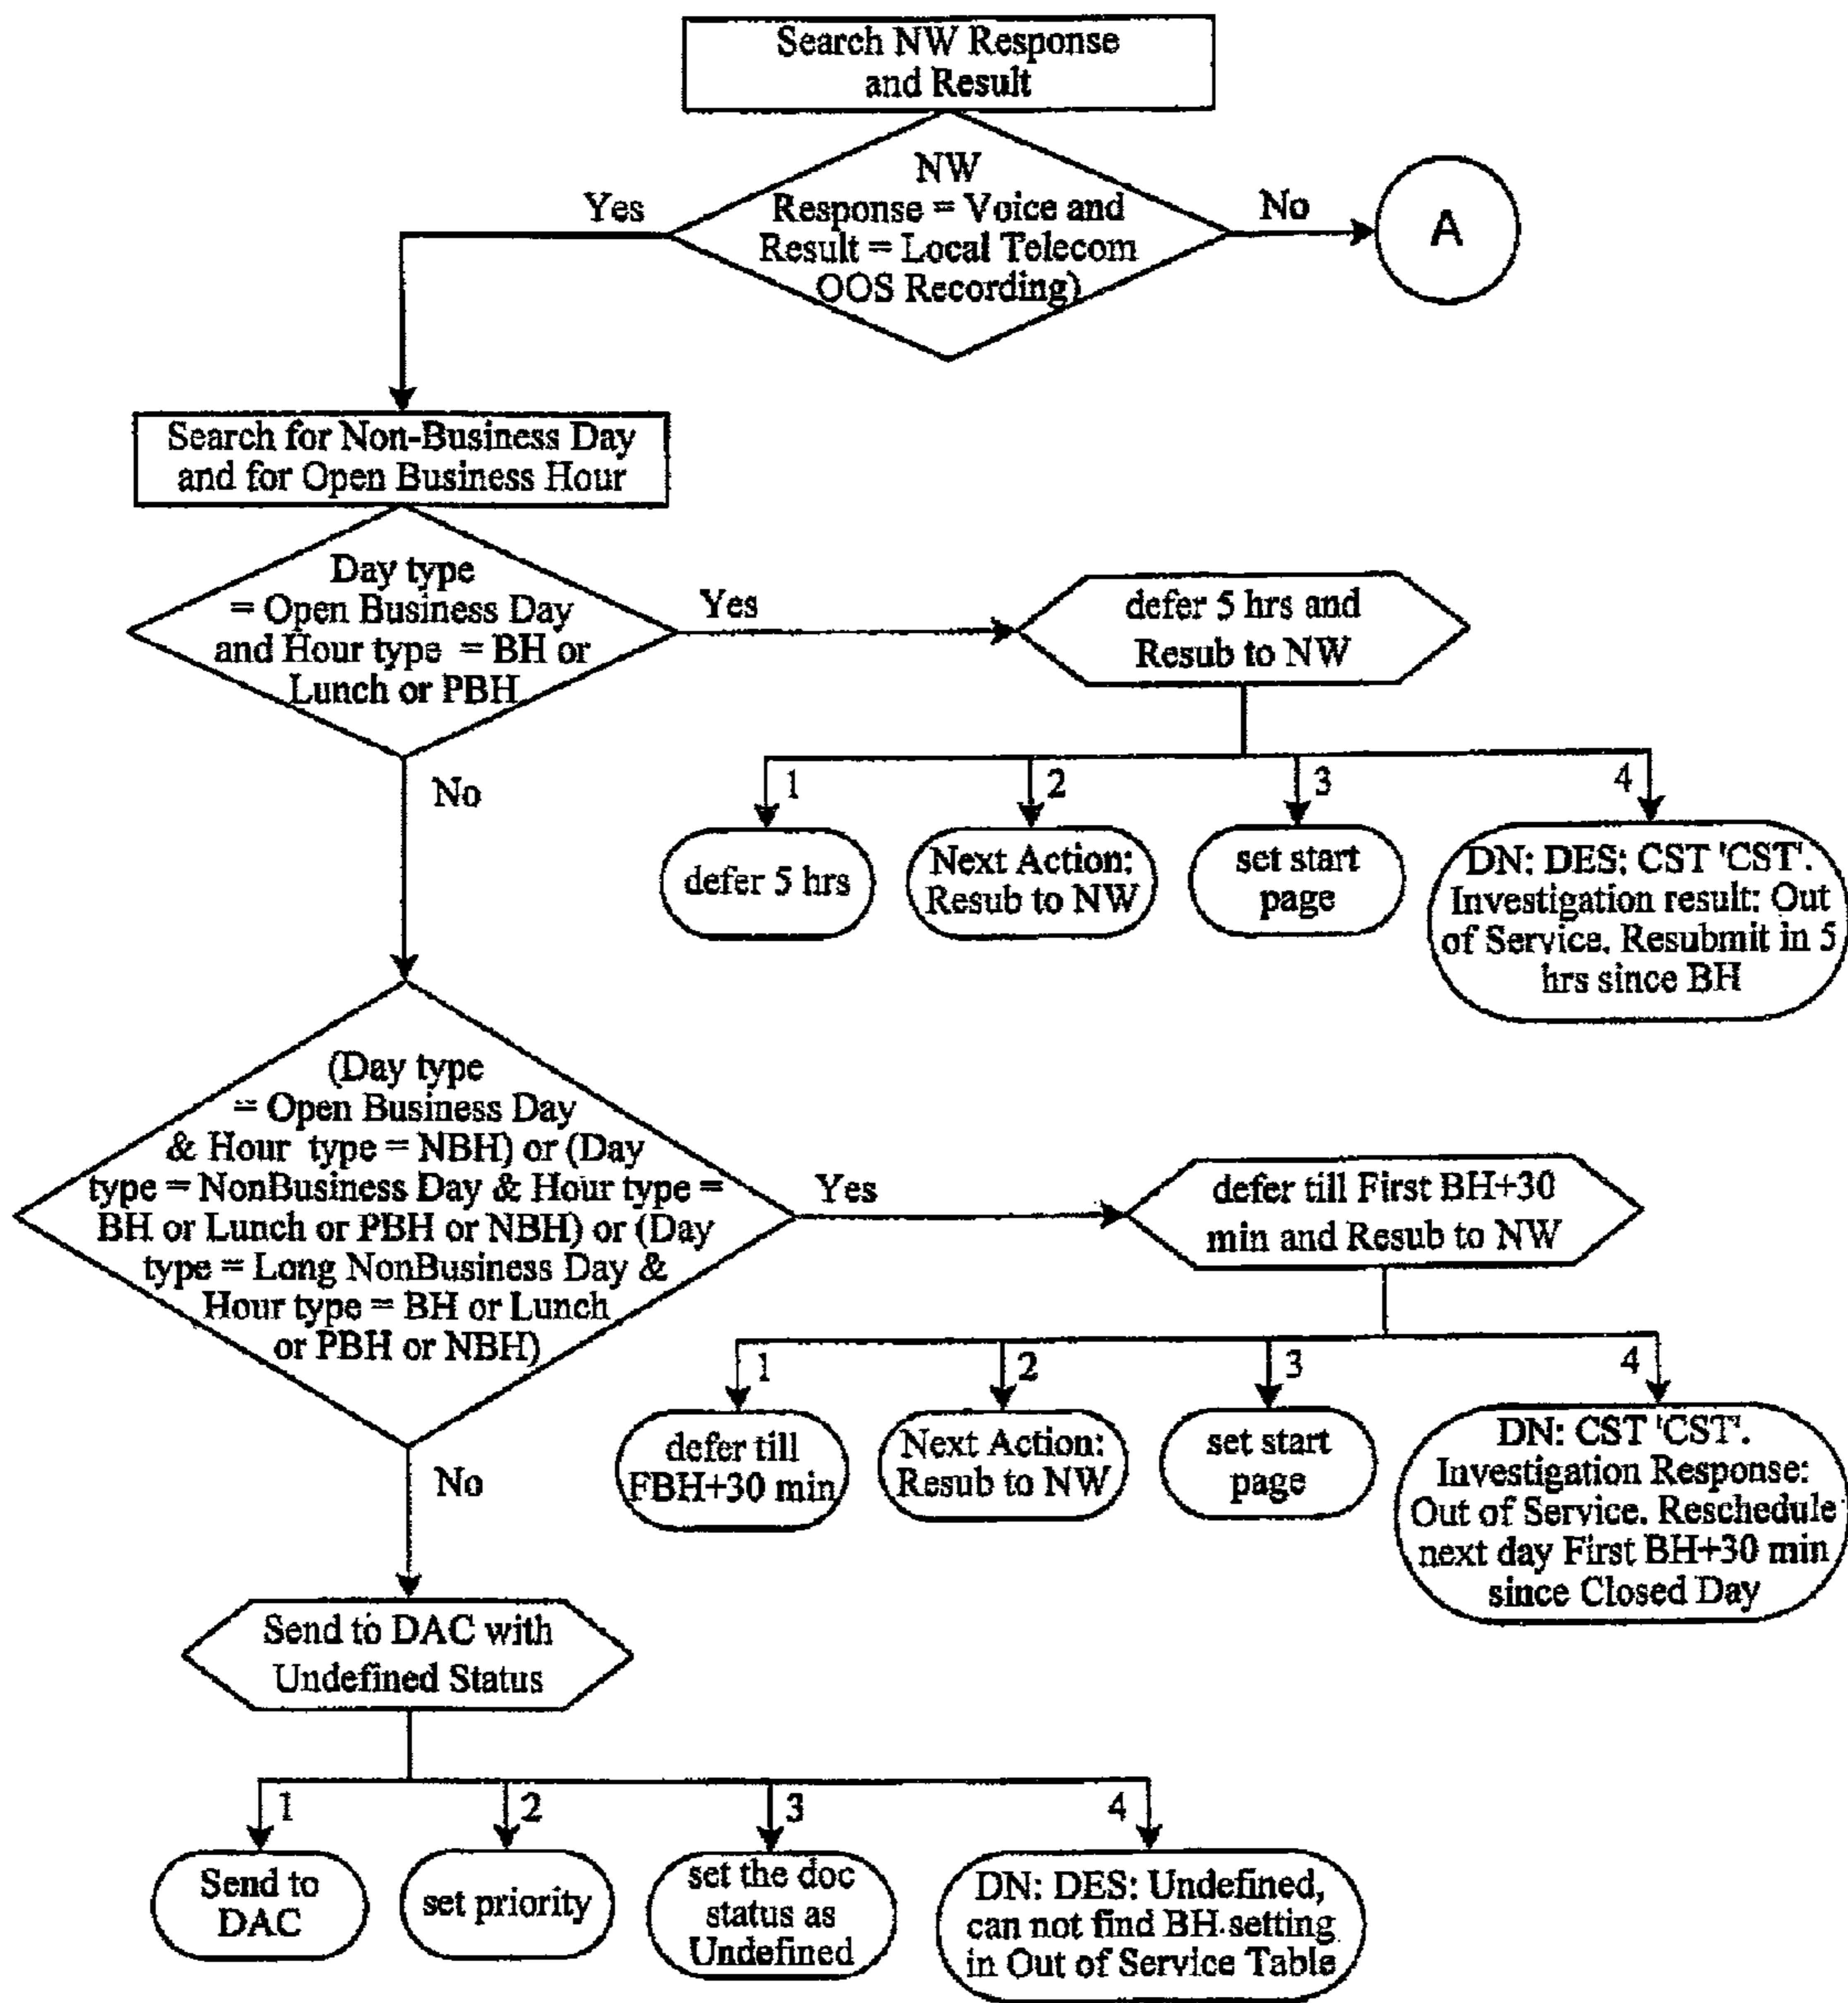 Search NW Response
and Result
NW
Response = Voice and
Result = Local Telecom
OOS Recording)
Yes
No
A
Search for Non-Business Day
and for Open Business Hour
Day type
= Open Business Day
and Hour type = BH or
Lunch or PBH
Yes
defer 5 hrs and
Resub to NW
No
1
2
3
4
defer 5 hrs
Next Action:
Resub to NW
set start
page
DN: DES: CST 'CST'.
Investigation result: Out
of Service. Resubmit in 5
hrs since BH
(Day type
= Open Business Day
& Hour type = NBH) or (Day
type = NonBusiness Day & Hour type =
BH or Lunch or PBH or NBH) or (Day
type = Long NonBusiness Day &
Hour type = BH or Lunch
or PBH or NBH)
Yes
defer till First BH+30
min and Resub to NW
No
1
2
3
4
defer till
FBH+30 min
Next Action:
Resub to NW
set start
page
DN: CST 'CST'.
Investigation Response:
Out of Service. Reschedule
next day First BH+30 min
since Closed Day
Send to DAC with
Undefined Status
1
2
3
4
Send to
DAC
set priority
set the doc
status as
Undefined
DN: DES: Undefined,
can not find BH setting
in Out of Service Table